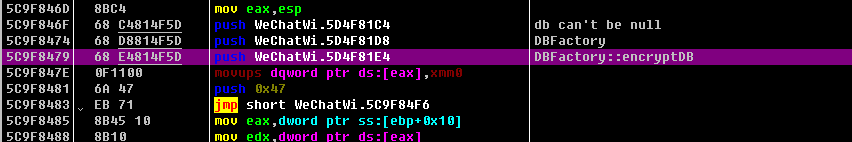 5C9F846D 8BC4 mov eax,esp
5C9F846F 68 C4814F5D push WeChatWi.5D4F81C4 db can't be null
5C9F8474 68 D8814F5D push WeChatWi.5D4F81D8 DBFactory
5C9F8479 68 E4814F5D push WeChatWi.5D4F81E4 DBFactory::encryptDB
5C9F847E 0F1100 movups dqword ptr ds:[eax],xmm0
5C9F8481 6A 47 push 0x47
5C9F8483 EB 71 jmp short WeChatWi.5C9F84F6
5C9F8485 8B45 10 mov eax,dword ptr ss:[ebp+0x10]
5C9F8488 8B10 mov edx,dword ptr ds:[eax]